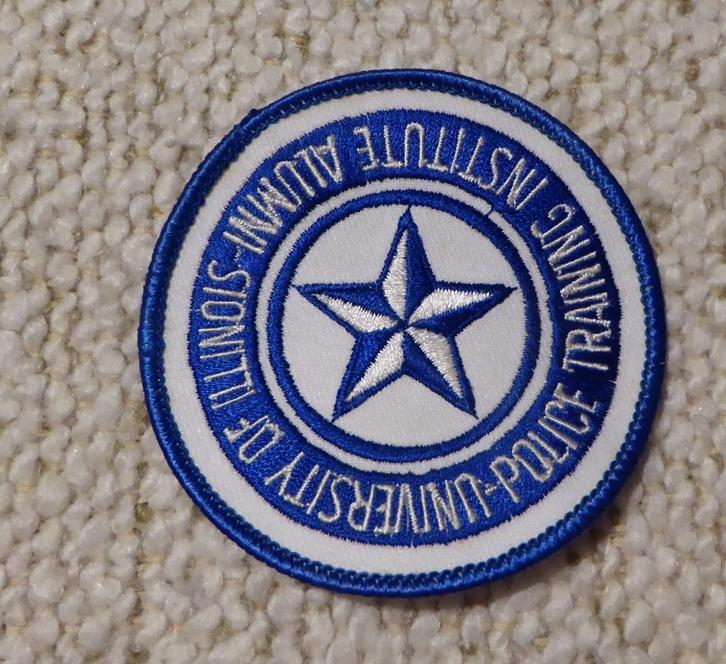 POLICE TRAINING INSTITUTE ALUMNI-
UNIVERSITY OF ILLINOIS-